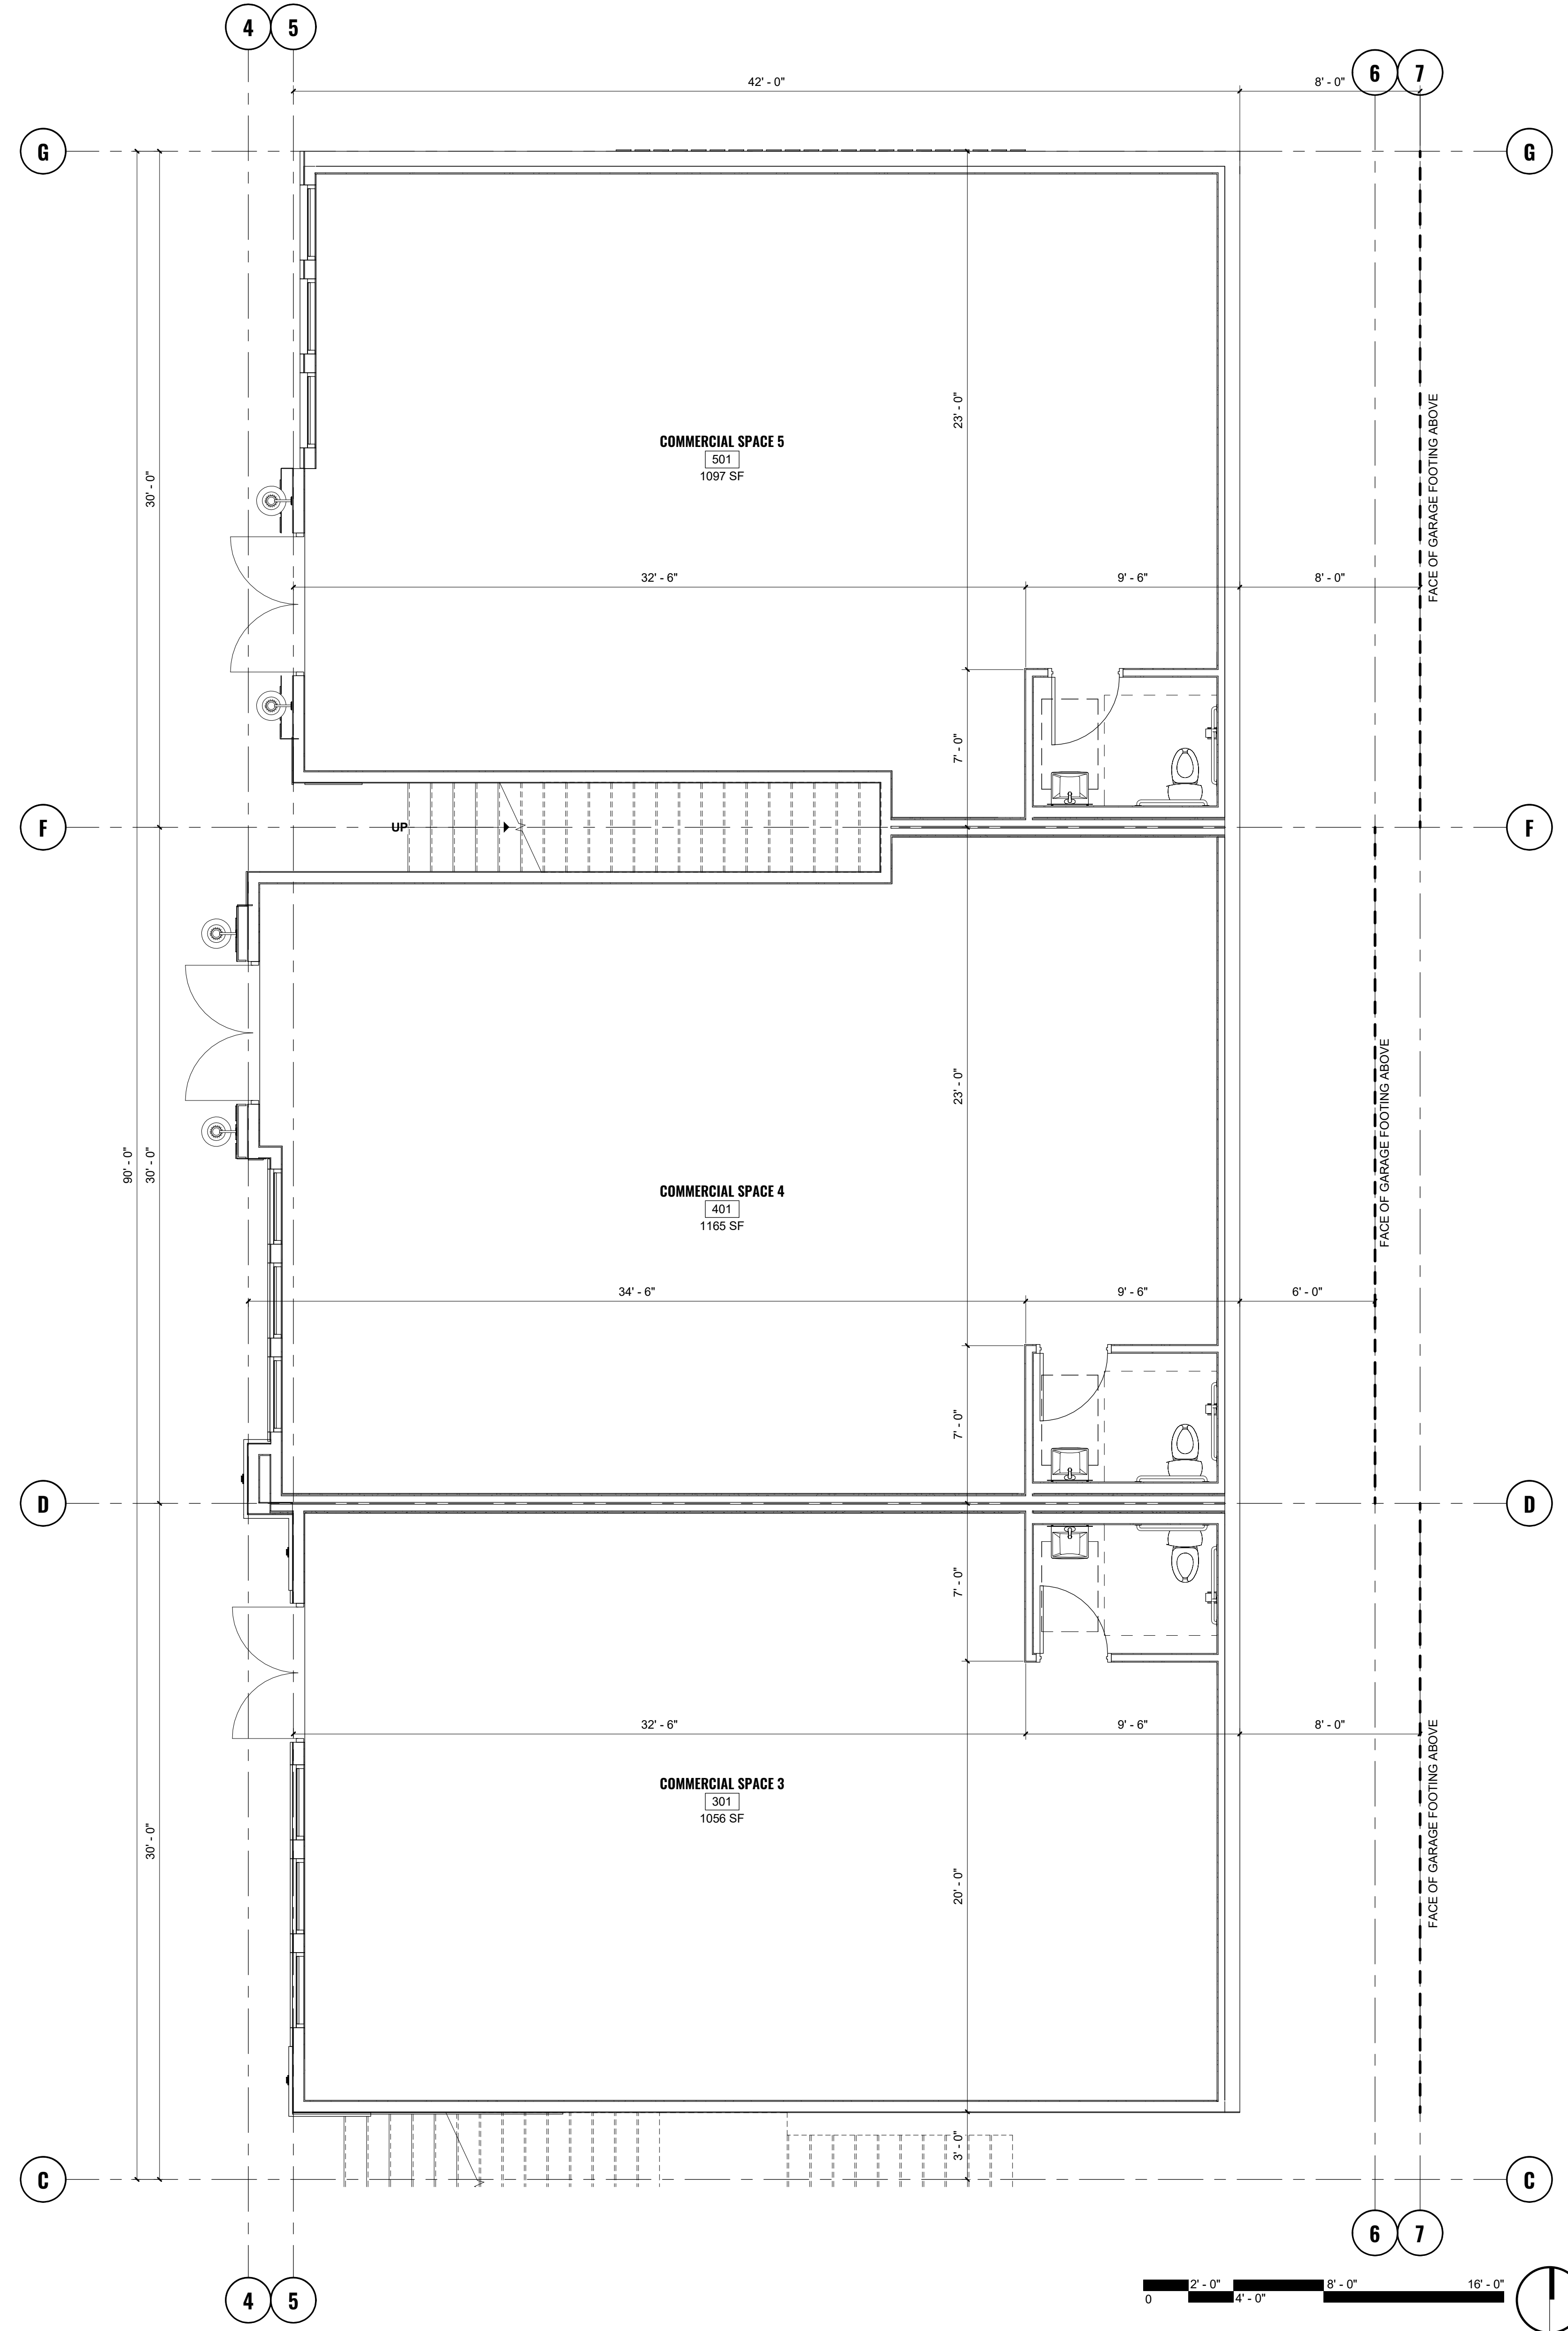 4 5
42' - 0"
8' - 0"
6 7
G
G
23' - 0"
FACE OF GARAGE FOOTING ABOVE
COMMERCIAL SPACE 5
501
1097 SF
30' - 0"
32' - 6"
9' - 6"
8' - 0"
7' - 0"
F
UP
F
23' - 0"
FACE OF GARAGE FOOTING ABOVE
90' - 0"
30' - 0"
COMMERCIAL SPACE 4
401
1165 SF
34' - 6"
9' - 6"
6' - 0"
7' - 0"
D
D
7' - 0"
32' - 6"
9' - 6"
8' - 0"
FACE OF GARAGE FOOTING ABOVE
COMMERCIAL SPACE 3
301
1056 SF
30' - 0"
20' - 0"
3' - 0"
C
C
6 7
4 5
2' - 0"
8' - 0"
16' - 0"
0
4' - 0"